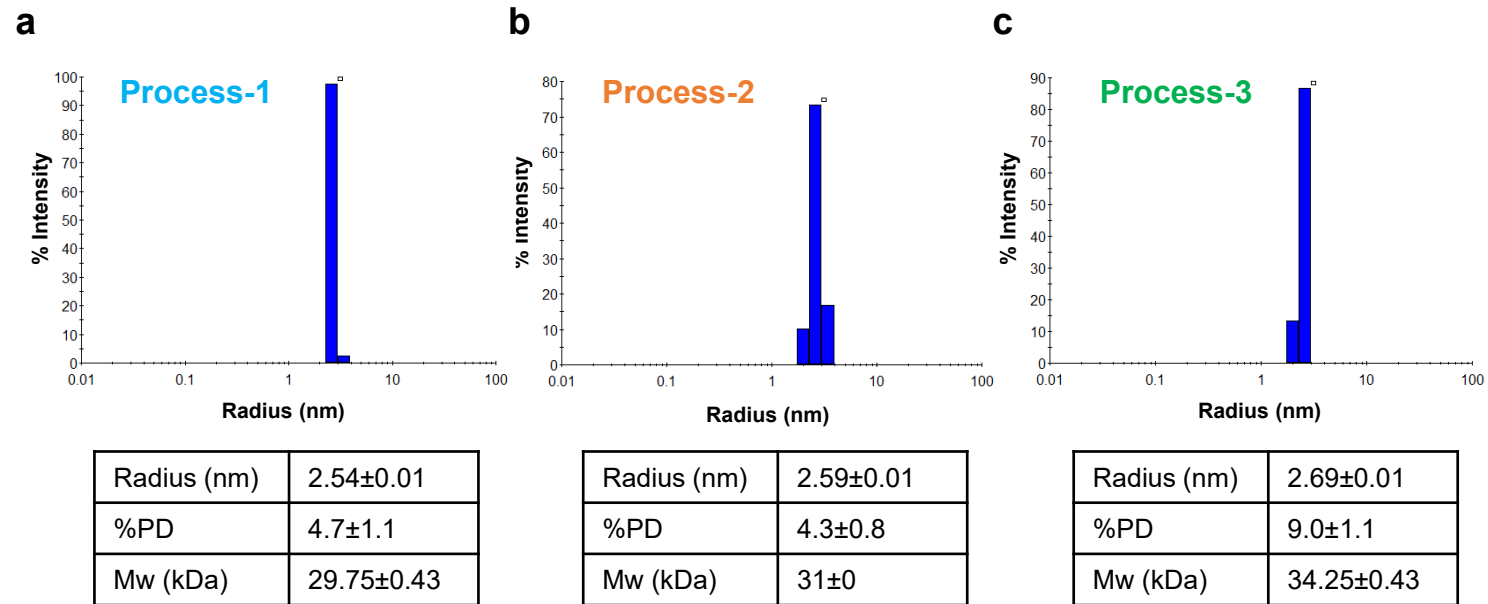 a
b
c
Process-1
Process-2
Process-3
100
90
80
70
60
50
40
30
20
10
0
% Intensity
0.01 0.1 1 10 100
Radius (nm)
80
70
60
50
40
30
20
10
0
% Intensity
0.01 0.1 1 10 100
Radius (nm)
90
80
70
60
50
40
30
20
10
0
% Intensity
0.01 0.1 1 10 100
Radius (nm)
Radius (nm) 2.54±0.01
%PD 4.7±1.1
Mw (kDa) 29.75±0.43
Radius (nm) 2.59±0.01
%PD 4.3±0.8
Mw (kDa) 31±0
Radius (nm) 2.69±0.01
%PD 9.0±1.1
Mw (kDa) 34.25±0.43